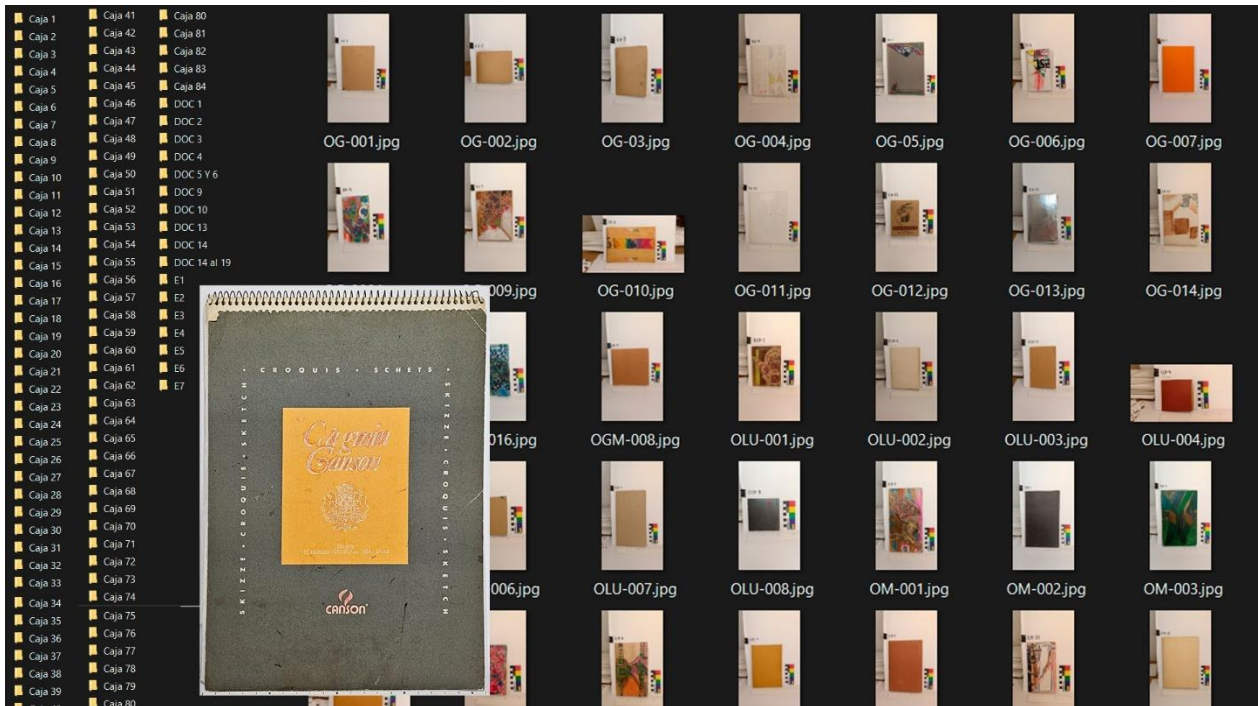 Caja 1
Caja 2
Caja 3
Caja 4
Caja 5
Caja 6
Caja 7
Caja 8
Caja 9
Caja 10
Caja 11
Caja 12
Caja 13
Caja 14
Caja 15
Caja 16
Caja 17
Caja 18
Caja 19
Caja 20
Caja 21
Caja 22
Caja 23
Caja 24
Caja 25
Caja 26
Caja 27
Caja 28
Caja 29
Caja 30
Caja 31
Caja 32
Caja 33
Caja 34
Caja 35
Caja 36
Caja 37
Caja 38
Caja 39
Caja 41
Caja 42
Caja 43
Caja 44
Caja 45
Caja 46
Caja 47
Caja 48
Caja 49
Caja 50
Caja 51
Caja 52
Caja 53
Caja 54
Caja 55
Caja 56
Caja 57
Caja 58
Caja 59
Caja 60
Caja 61
Caja 62
Caja 63
Caja 64
Caja 65
Caja 66
Caja 67
Caja 68
Caja 69
Caja 70
Caja 71
Caja 72
Caja 73
Caja 74
Caja 75
Caja 76
Caja 77
Caja 78
Caja 79
Caja 80
Caja 80
Caja 81
Caja 82
Caja 83
Caja 84
DOC 1
DOC 2
DOC 3
DOC 4
DOC 5 Y 6
DOC 9
DOC 10
DOC 13
DOC 14
DOC 14 al 19
E1
E2
E3
E4
E5
E6
E7
OG-001.jpg OG-002.jpg OG-03.jpg OG-004.jpg OG-05.jpg OG-006.jpg OG-007.jpg
009.jpg OG-010.jpg OG-011.jpg OG-012.jpg OG-013.jpg OG-014.jpg
016.jpg OGM-008.jpg OLU-001.jpg OLU-002.jpg OLU-003.jpg OLU-004.jpg
006.jpg OLU-007.jpg OLU-008.jpg OM-001.jpg OM-002.jpg OM-003.jpg
CROQUIS • SCHETS •
SKIZZE • CROQUIS • SKETCH •
SKIZZE • CROQUIS • SKETCH
"Cà grain"
Canson
CANSON